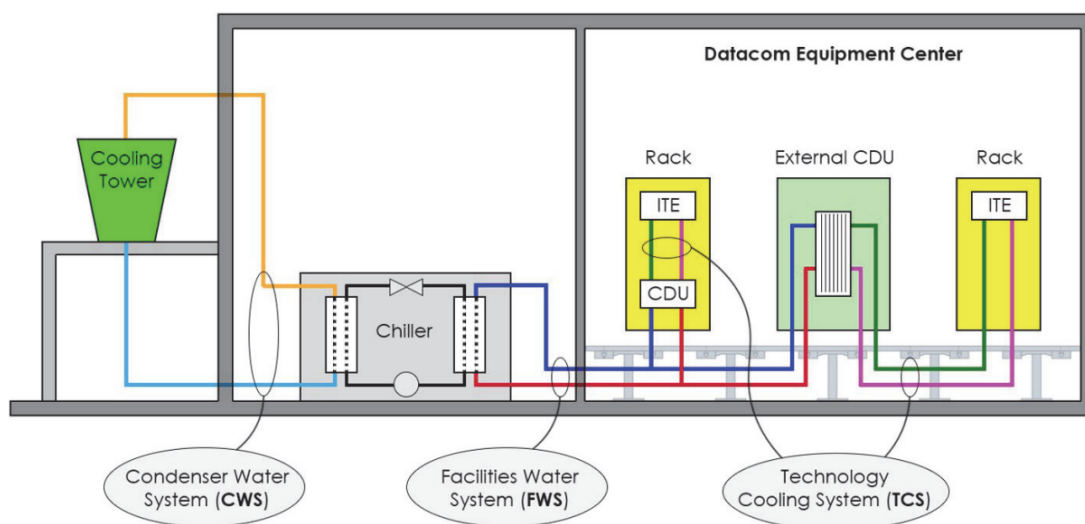 Datacom Equipment Center
Cooling
Tower
Rack
External CDU
Rack
ITE
ITE
CDU
Chiller
Condenser Water
System (CWS)
Facilities Water
System (FWS)
Technology
Cooling System (TCS)